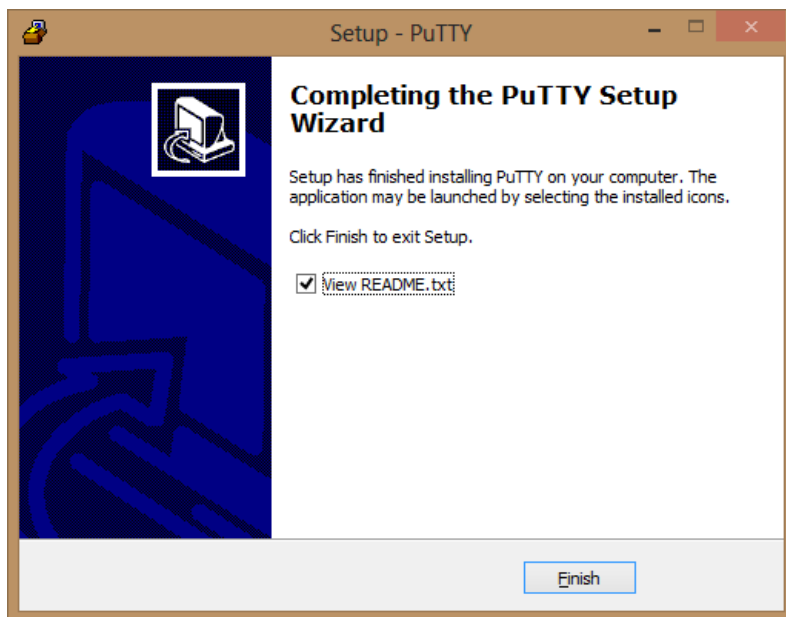 Setup - PuTTY
Completing the PuTTY Setup
Wizard
Setup has finished installing PuTTY on your computer. The
application may be launched by selecting the installed icons.
Click Finish to exit Setup.
View README.txt
Finish